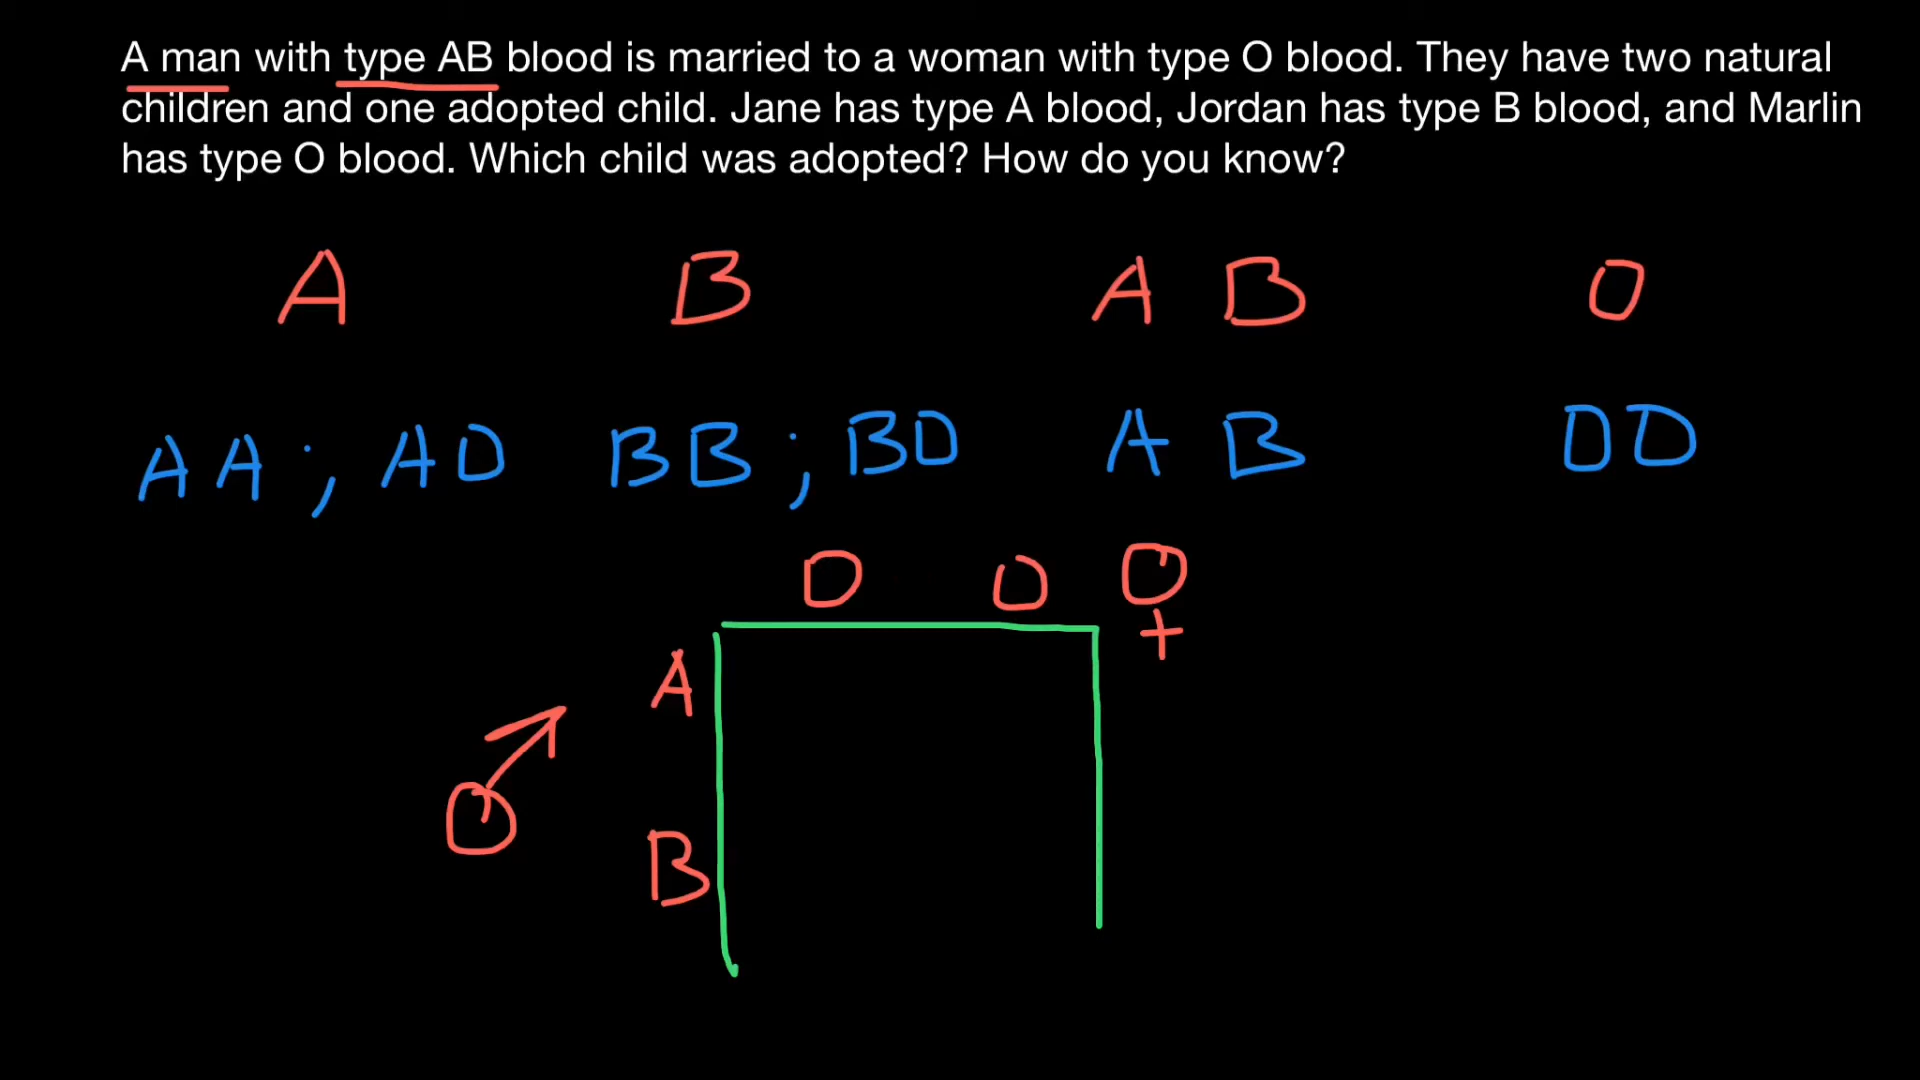 A man with type AB blood is married to a woman with type O blood. They have two natural
children and one adopted child. Jane has type A blood, Jordan has type B blood, and Marlin
has type O blood. Which child was adopted? How do you know?
A B A B O
AA ; AO BB ; BO A B OO
O O ♀
A
♂
B